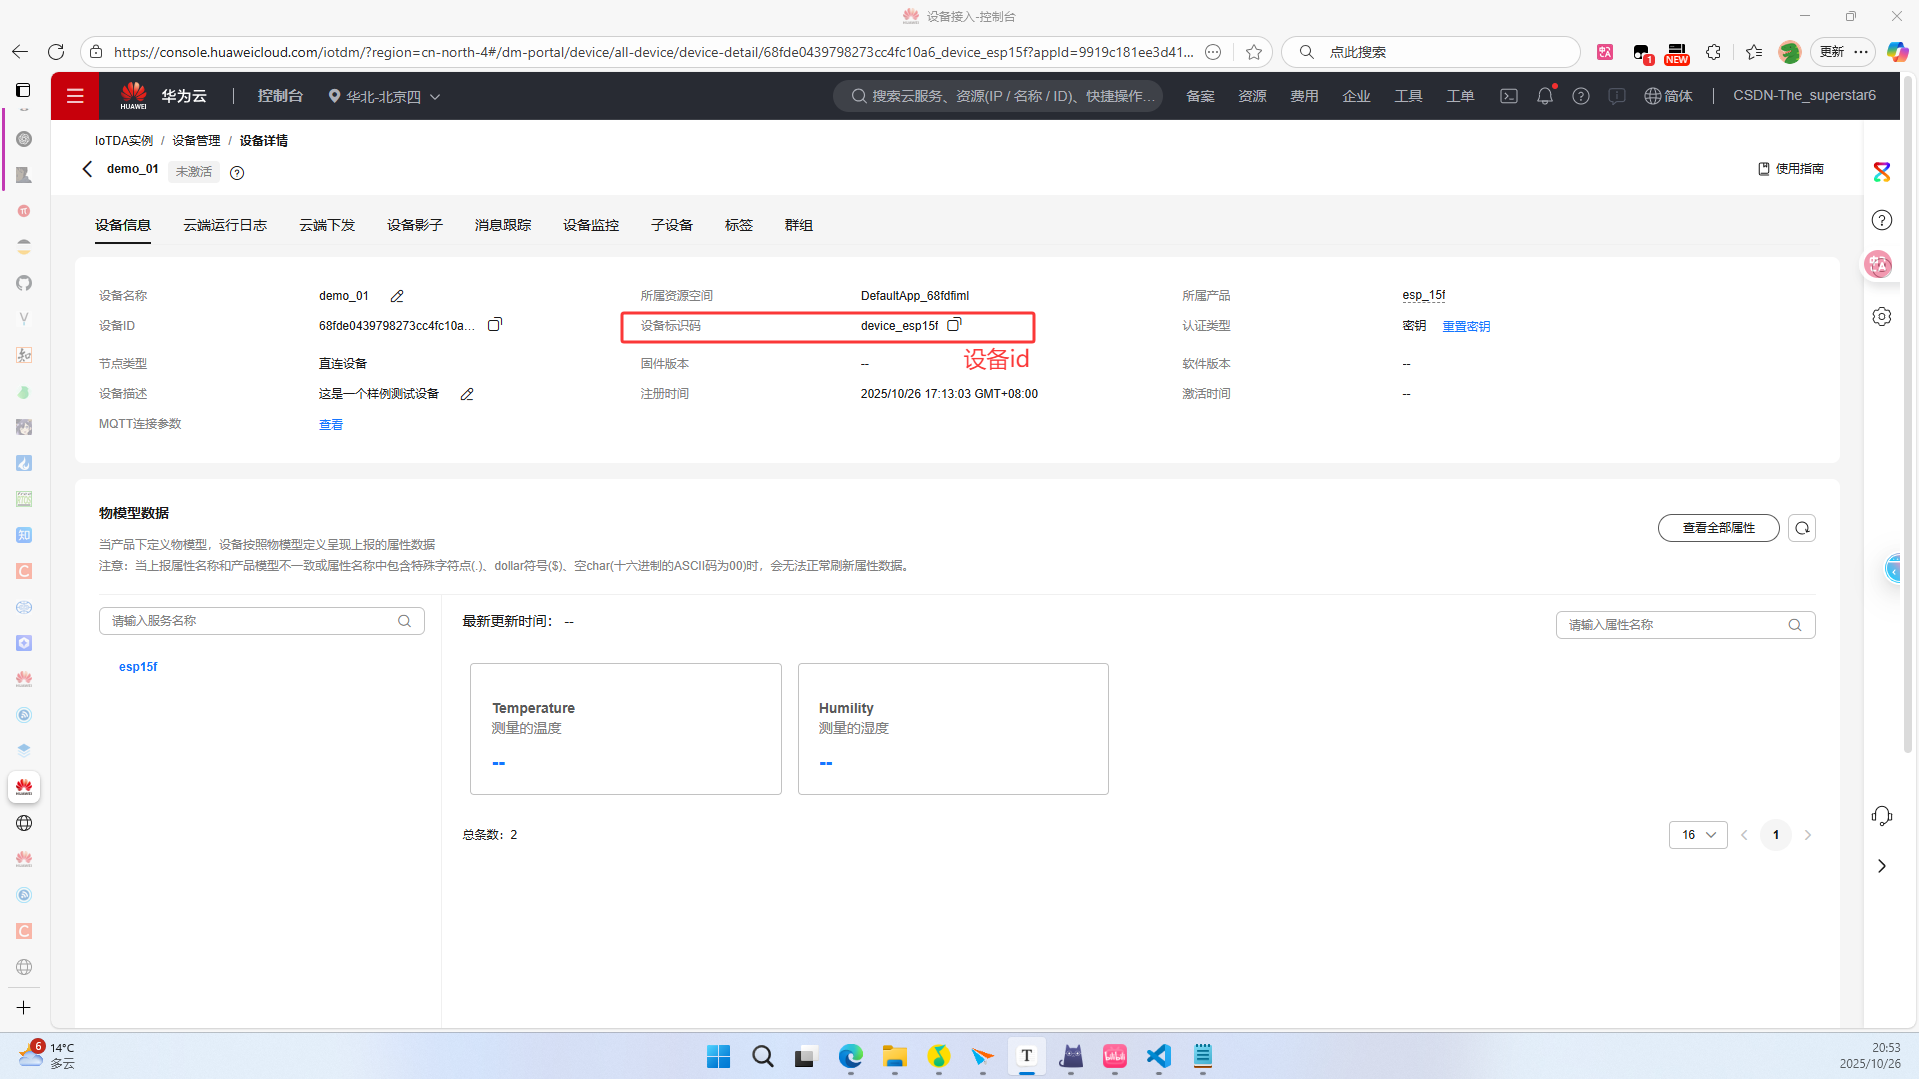 设备接入-控制台
https://console.huaweicloud.com/iotdm/?region=cn-north-4#/dm-portal/device/all-device/device-detail/68fde0439798273cc4fc10a6_device_esp15f?appId=9919c181ee3d41...
点此搜索
1
NEW
更新
HUAWEI
华为云
控制台
华北-北京四
搜索云服务、资源(IP / 名称 / ID)、快捷操作...
备案
资源
费用
企业
工具
工单
简体
CSDN-The_superstar6
IoTDA实例 / 设备管理 / 设备详情
demo_01
未激活
使用指南
设备信息
云端运行日志
云端下发
设备影子
消息跟踪
设备监控
子设备
标签
群组
设备名称
demo_01
所属资源空间
DefaultApp_68fdfiml
所属产品
esp_15f
设备ID
68fde0439798273cc4fc10a...
设备标识码
device_esp15f
认证类型
密钥
重置密钥
设备id
节点类型
直连设备
固件版本
--
软件版本
--
设备描述
这是一个样例测试设备
注册时间
2025/10/26 17:13:03 GMT+08:00
激活时间
--
MQTT连接参数
查看
物模型数据
当产品下定义物模型，设备按照物模型定义呈现上报的属性数据
注意：当上报属性名称和产品模型不一致或属性名称中包含特殊字符点(.)、dollar符号($)、空char(十六进制的ASCII码为00)时，会无法正常刷新属性数据。
查看全部属性
请输入服务名称
最新更新时间： --
请输入属性名称
esp15f
Temperature
测量的温度
--
Humility
测量的湿度
--
总条数：2
16
1
6
14°C
多云
20:53
2025/10/26